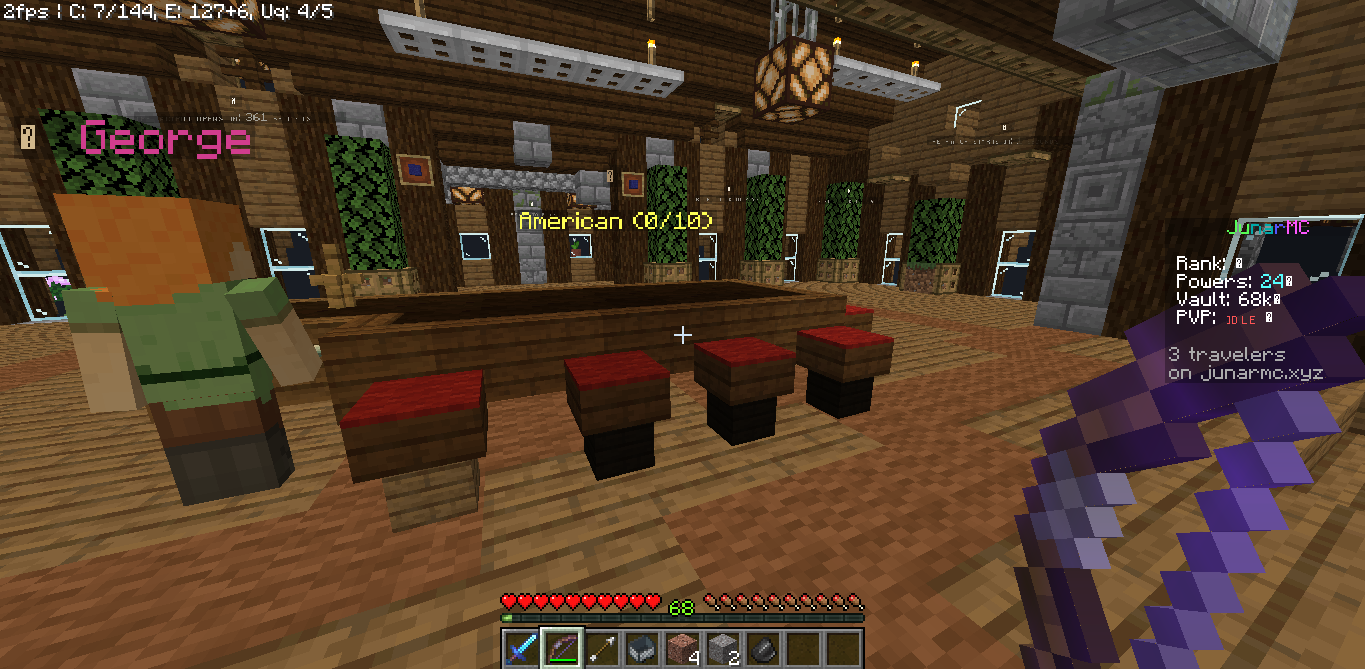 2fps | C: 7/144, E: 127+6, Uq: 4/5
George
American (0/10)
JunarMC
Rank:
Powers: 24
Vault: 68k
PVP: IDLE
3 travelers
on junarmc.xyz
68
4
2